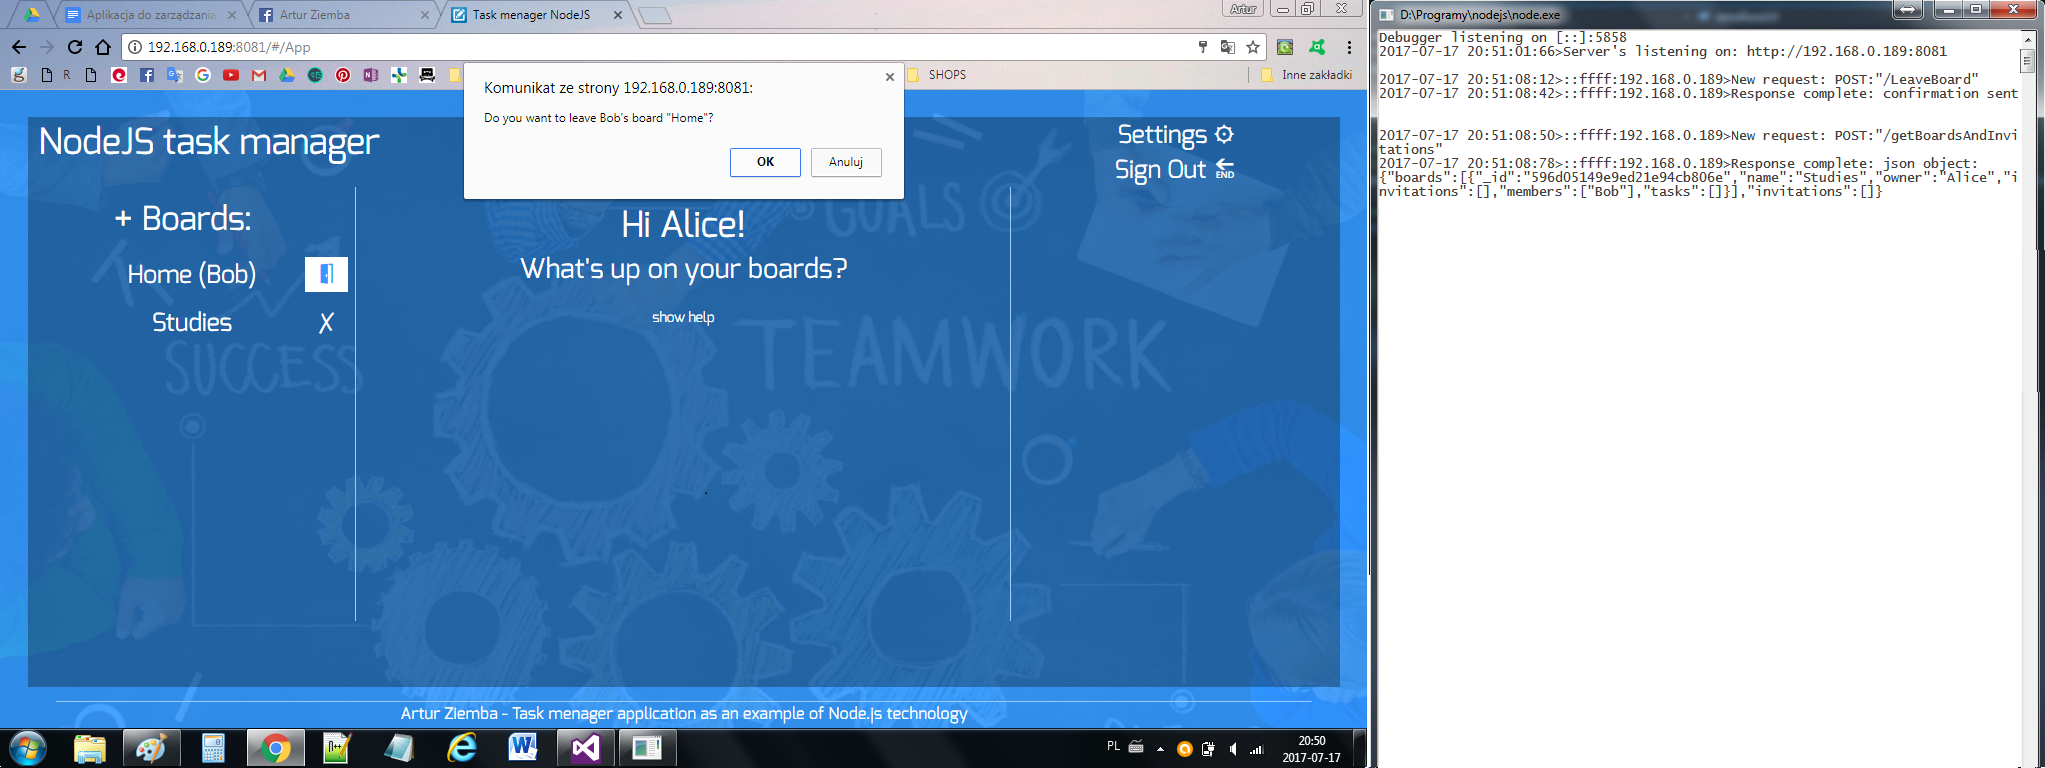 Aplikacja do zarządzania
Artur Ziemba
Task menager NodeJS
Artur
192.168.0.189:8081/#/App
R
SHOPS
Inne zakładki
Komunikat ze strony 192.168.0.189:8081:
Do you want to leave Bob's board "Home"?
OK
Anuluj
NodeJS task manager
Settings
Sign Out
END
+ Boards:
Home (Bob)
Studies
X
Hi Alice!
What's up on your boards?
show help
GOALS
SUCCESS
TEAMWORK
Artur Ziemba - Task menager application as an example of Node.js technology
PL
20:50
2017-07-17
D:\Programy\nodejs\node.exe
Debugger listening on [::]:5858
2017-07-17 20:51:01:66>Server's listening on: http://192.168.0.189:8081
2017-07-17 20:51:08:12>::ffff:192.168.0.189>New request: POST:"/LeaveBoard"
2017-07-17 20:51:08:42>::ffff:192.168.0.189>Response complete: confirmation sent
2017-07-17 20:51:08:50>::ffff:192.168.0.189>New request: POST:"/getBoardsAndInvi
tations"
2017-07-17 20:51:08:78>::ffff:192.168.0.189>Response complete: json object:
{"boards":[{"_id":"596d05149e9ed21e94cb806e","name":"Studies","owner":"Alice","i
nvitations":[],"members":["Bob"],"tasks":[]}],"invitations":[]}